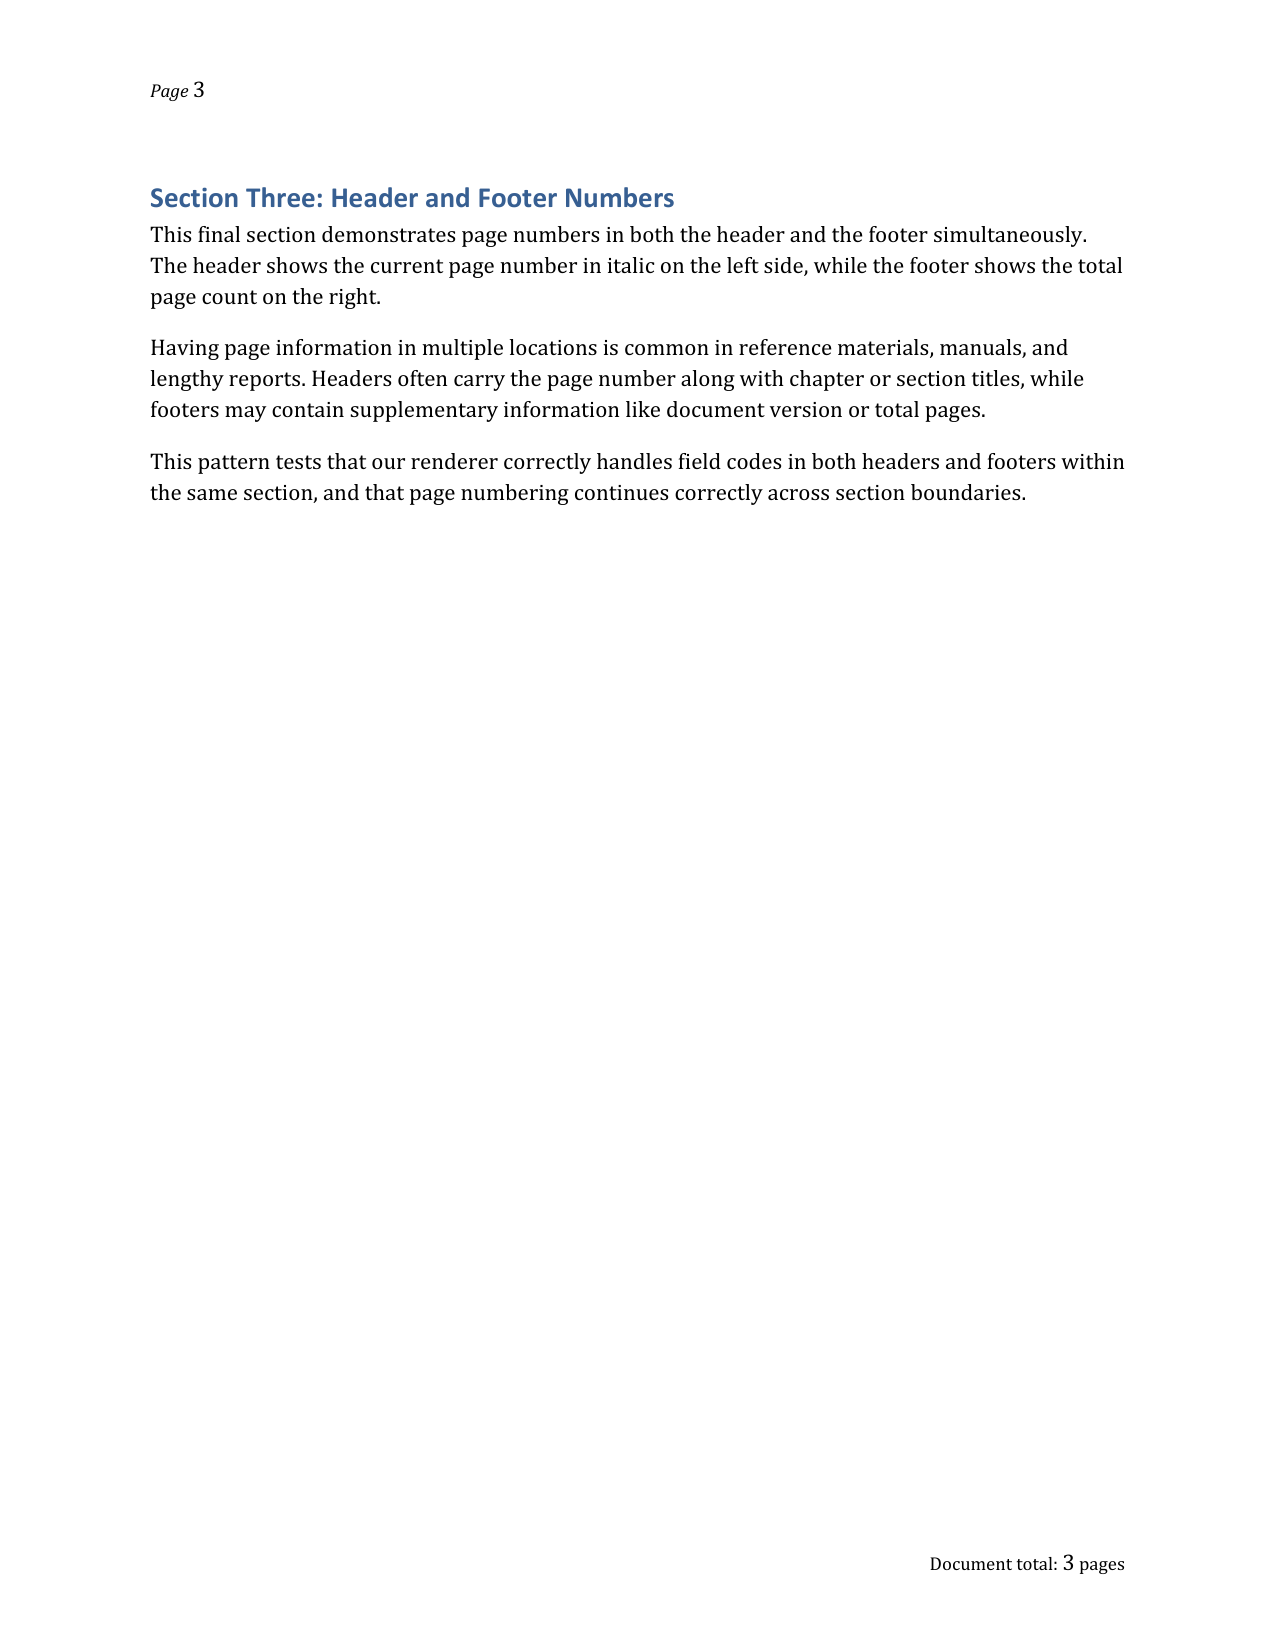 Page 3
Section Three: Header and Footer Numbers
This final section demonstrates page numbers in both the header and the footer simultaneously.
The header shows the current page number in italic on the left side, while the footer shows the total
page count on the right.
Having page information in multiple locations is common in reference materials, manuals, and
lengthy reports. Headers often carry the page number along with chapter or section titles, while
footers may contain supplementary information like document version or total pages.
This pattern tests that our renderer correctly handles field codes in both headers and footers within
the same section, and that page numbering continues correctly across section boundaries.
Document total: 3 pages